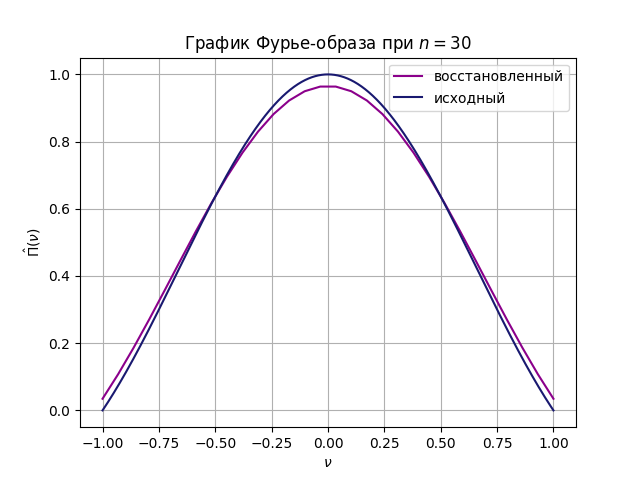 График Фурье-образа при n = 30
восстановленный
исходный
1.0
0.8
0.6
0.4
0.2
0.0
Π̂(ν)
−1.00 −0.75 −0.50 −0.25 0.00 0.25 0.50 0.75 1.00
ν